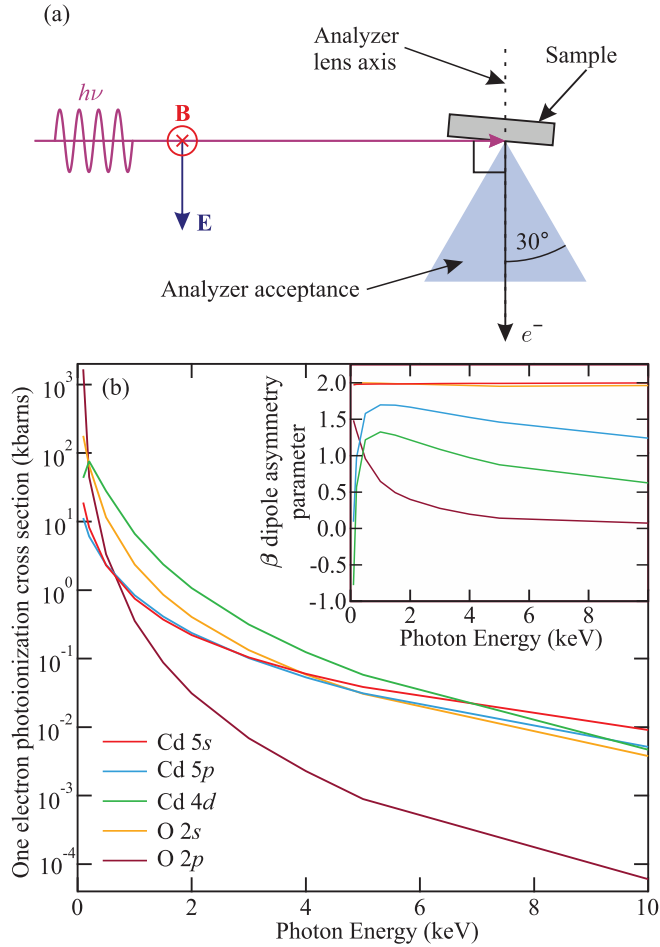 (a)
Analyzer
lens axis
Sample
hν
B
E
30°
Analyzer acceptance
e⁻
(b)
One electron photoionization cross section (kbarns)
10³
10²
10¹
10⁰
10⁻¹
10⁻²
10⁻³
10⁻⁴
Cd 5s
Cd 5p
Cd 4d
O 2s
O 2p
0 2 4 6 8 10
Photon Energy (keV)
β dipole asymmetry
parameter
2.0
1.5
1.0
0.5
0.0
-0.5
-1.0
0 2 4 6 8 10
Photon Energy (keV)